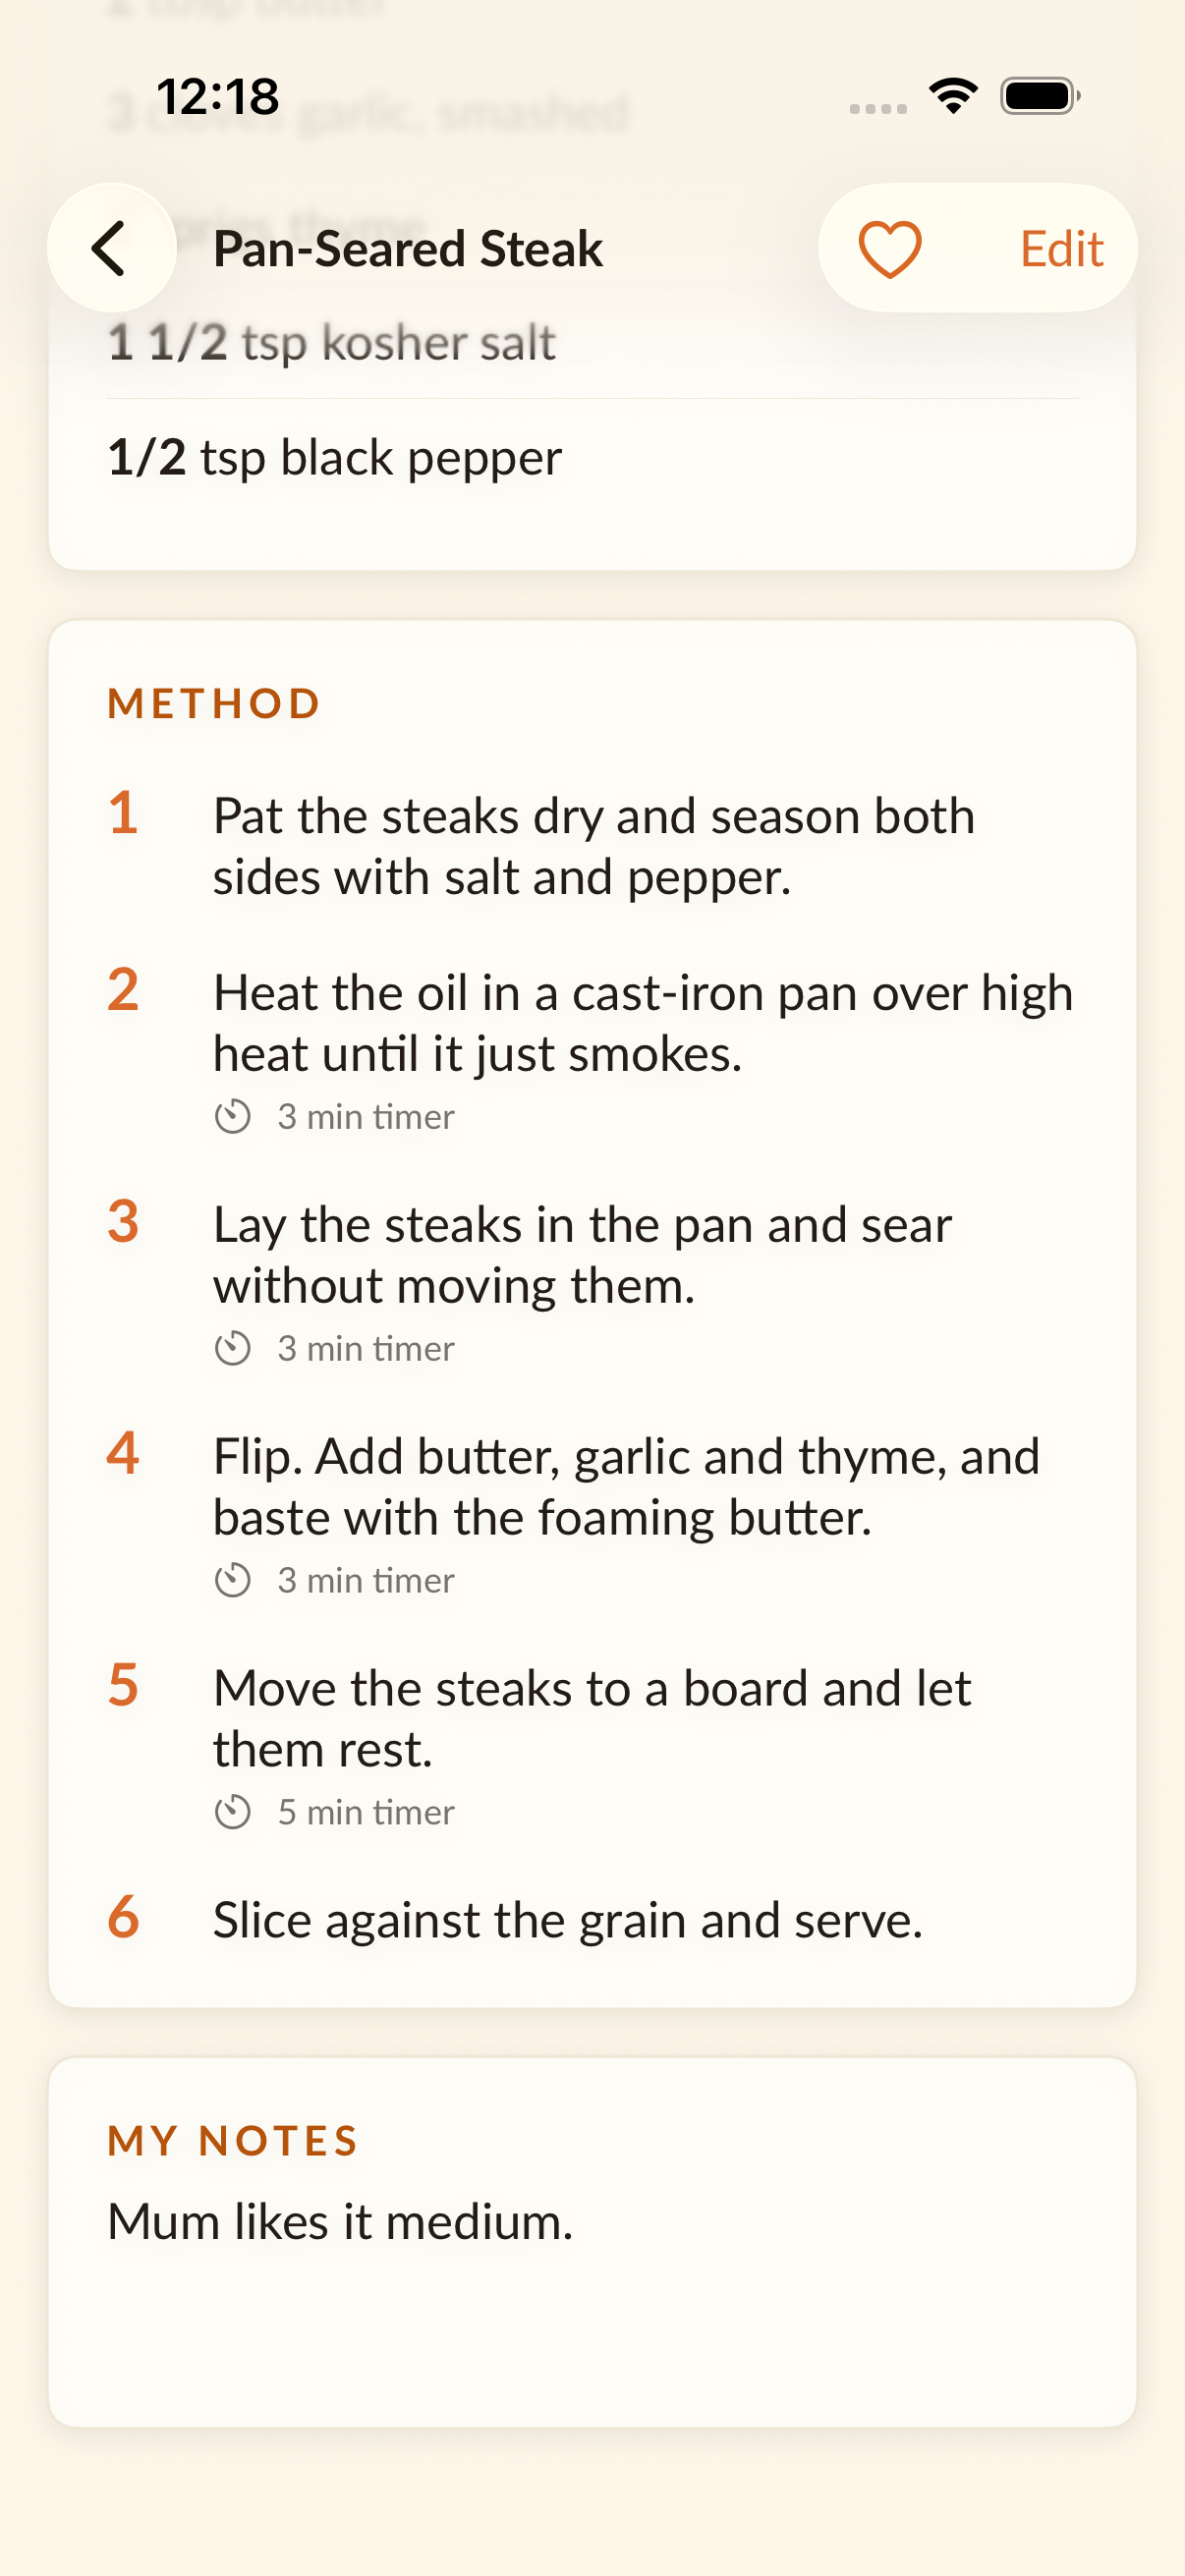 12:18
garlic, smashed
thyme
Pan-Seared Steak
Edit
1 1/2 tsp kosher salt
1/2 tsp black pepper
METHOD
1 Pat the steaks dry and season both
sides with salt and pepper.
2 Heat the oil in a cast-iron pan over high
heat until it just smokes.
3 min timer
3 Lay the steaks in the pan and sear
without moving them.
3 min timer
4 Flip. Add butter, garlic and thyme, and
baste with the foaming butter.
3 min timer
5 Move the steaks to a board and let
them rest.
5 min timer
6 Slice against the grain and serve.
MY NOTES
Mum likes it medium.